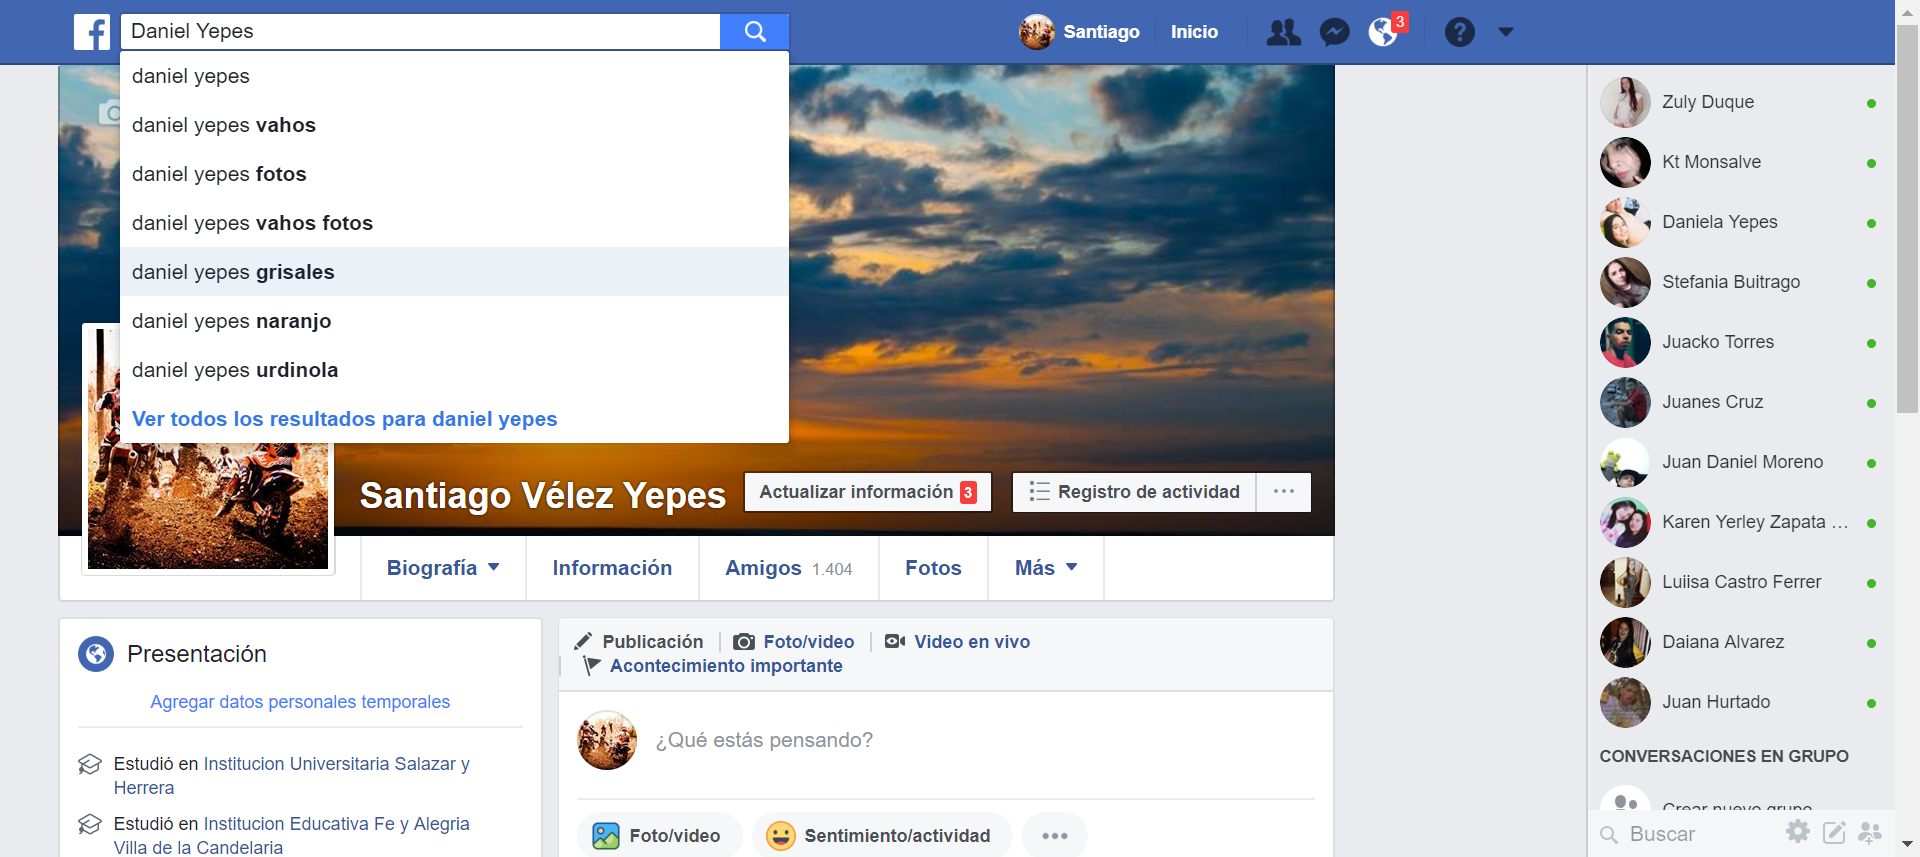 Daniel Yepes
Santiago
Inicio
3
daniel yepes
daniel yepes vahos
daniel yepes fotos
daniel yepes vahos fotos
daniel yepes grisales
daniel yepes naranjo
daniel yepes urdinola
Ver todos los resultados para daniel yepes
Santiago Vélez Yepes
Actualizar información 3
Registro de actividad
Biografía
Información
Amigos 1.404
Fotos
Más
Presentación
Agregar datos personales temporales
Estudió en Institucion Universitaria Salazar y
Herrera
Estudió en Institucion Educativa Fe y Alegria
Villa de la Candelaria
Publicación
Foto/video
Video en vivo
Acontecimiento importante
¿Qué estás pensando?
Foto/video
Sentimiento/actividad
Zuly Duque
Kt Monsalve
Daniela Yepes
Stefania Buitrago
Juacko Torres
Juanes Cruz
Juan Daniel Moreno
Karen Yerley Zapata ...
Luiisa Castro Ferrer
Daiana Alvarez
Juan Hurtado
CONVERSACIONES EN GRUPO
Crear nuevo grupo
Buscar